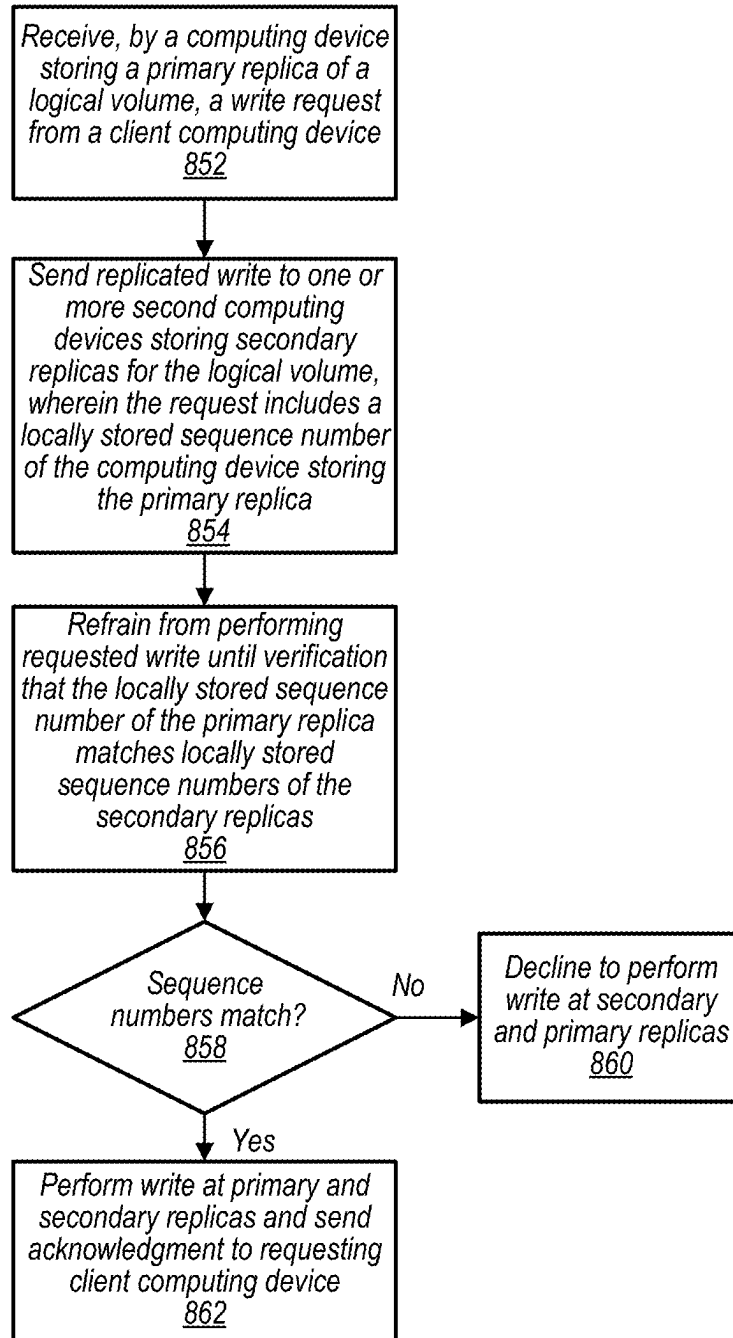 Receive, by a computing device
storing a primary replica of a
logical volume, a write request
from a client computing device
852
Send replicated write to one or
more second computing
devices storing secondary
replicas for the logical volume,
wherein the request includes a
locally stored sequence number
of the computing device storing
the primary replica
854
Refrain from performing
requested write until verification
that the locally stored sequence
number of the primary replica
matches locally stored
sequence numbers of the
secondary replicas
856
Sequence
numbers match?
858
No
Decline to perform
write at secondary
and primary replicas
860
Yes
Perform write at primary and
secondary replicas and send
acknowledgment to requesting
client computing device
862